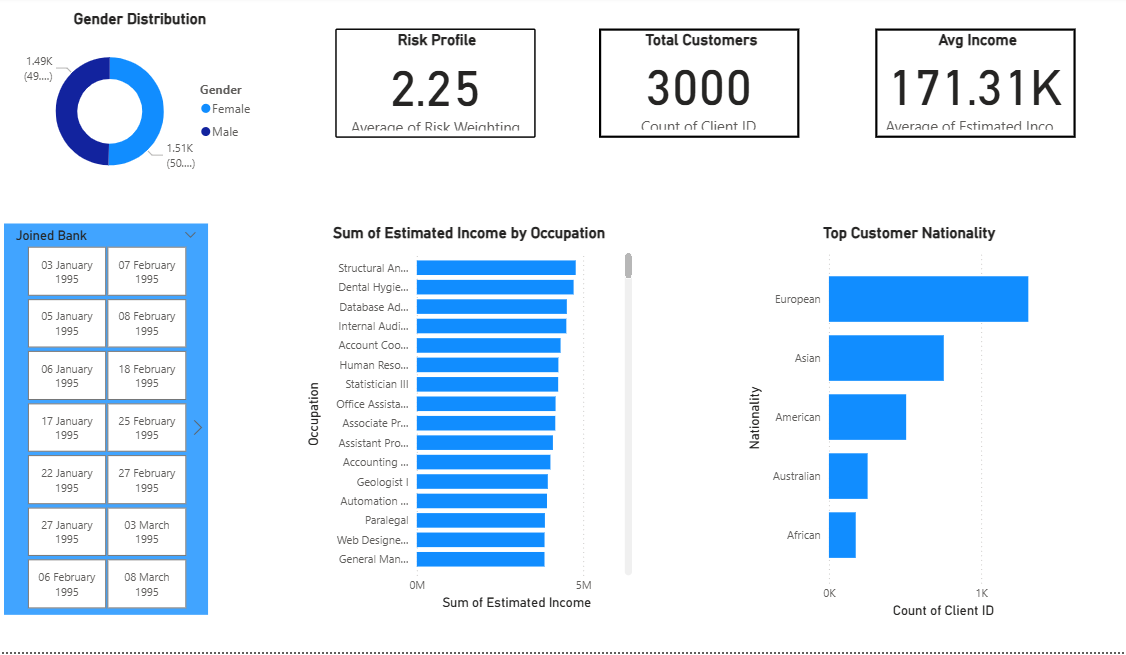 Gender Distribution
1.49K
(49....)
Gender
Female
Male
1.51K
(50....)
Risk Profile
2.25
Average of Risk Weighting
Total Customers
3000
Count of Client ID
Avg Income
171.31K
Average of Estimated Inco
Joined Bank
03 January
1995
07 February
1995
05 January
1995
08 February
1995
06 January
1995
18 February
1995
17 January
1995
25 February
1995
22 January
1995
27 February
1995
27 January
1995
03 March
1995
06 February
1995
08 March
1995
Sum of Estimated Income by Occupation
Occupation
Structural An...
Dental Hygie...
Database Ad...
Internal Audi...
Account Coo...
Human Reso...
Statistician III
Office Assista...
Associate Pr...
Assistant Pro...
Accounting ...
Geologist I
Automation ...
Paralegal
Web Designe...
General Man...
0M
5M
Sum of Estimated Income
Top Customer Nationality
Nationality
European
Asian
American
Australian
African
0K
1K
Count of Client ID